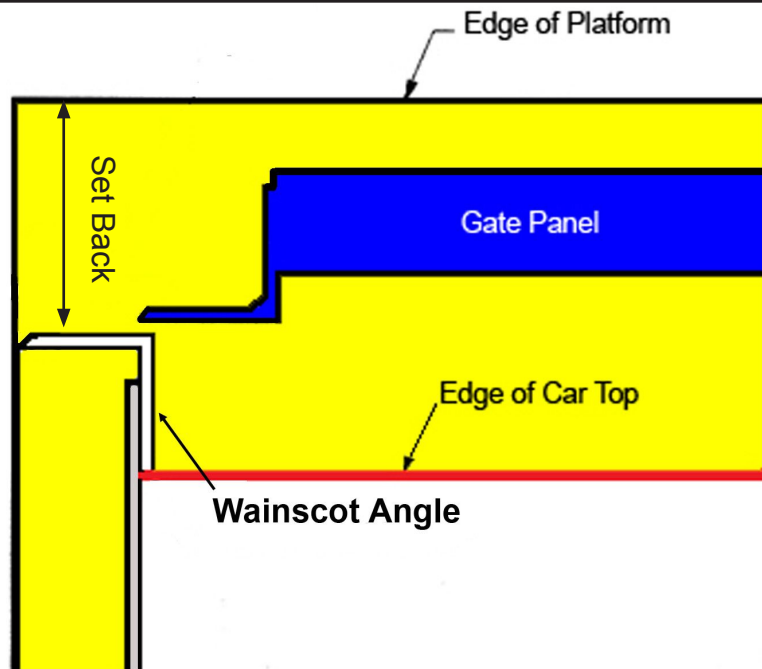 Edge of Platform
Set Back
Gate Panel
Edge of Car Top
Wainscot Angle